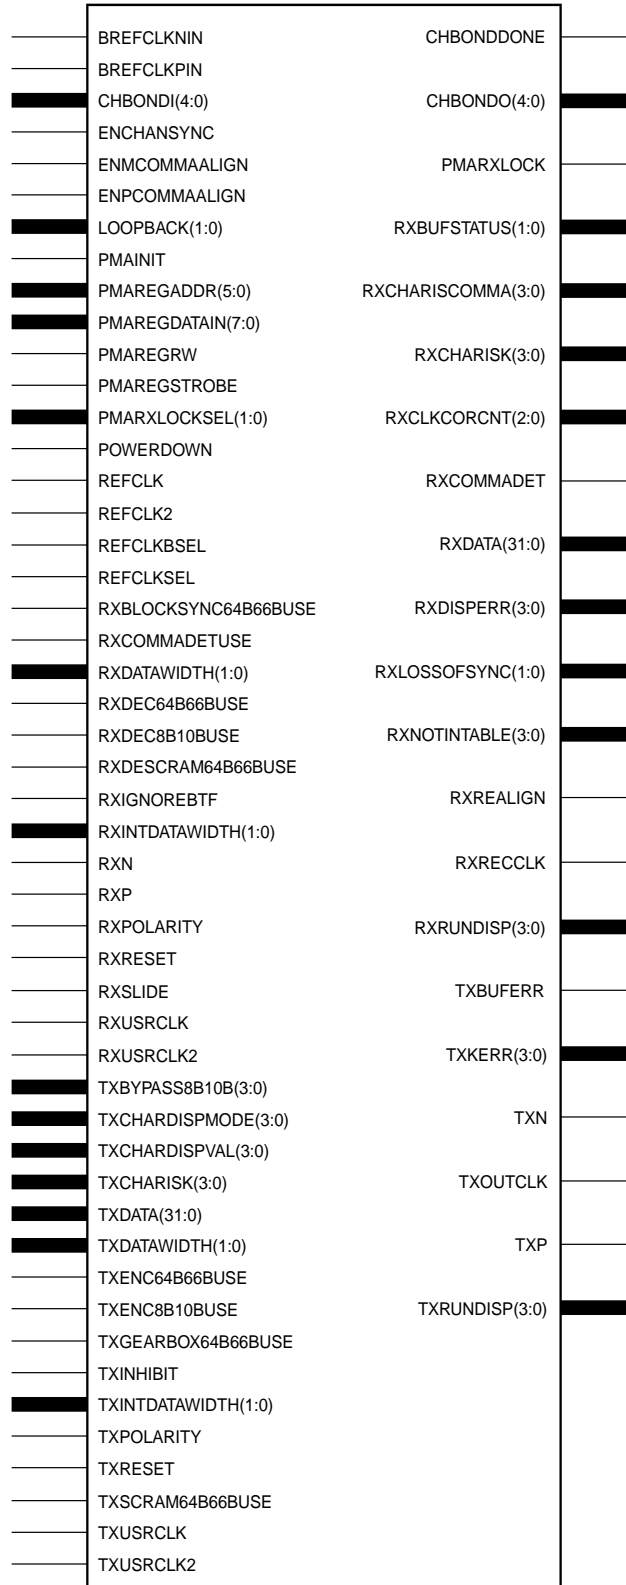 BREFCLKNIN
BREFCLKPIN
CHBONDI(4:0)
ENCHANSYNC
ENMCOMMAALIGN
ENPCOMMAALIGN
LOOPBACK(1:0)
PMAINIT
PMAREGADDR(5:0)
PMAREGDATAIN(7:0)
PMAREGRW
PMAREGSTROBE
PMARXLOCKSEL(1:0)
POWERDOWN
REFCLK
REFCLK2
REFCLKBSEL
REFCLKSEL
RXBLOCKSYNC64B66BUSE
RXCOMMADETUSE
RXDATAWIDTH(1:0)
RXDEC64B66BUSE
RXDEC8B10BUSE
RXDESCRAM64B66BUSE
RXIGNOREBTF
RXINTDATAWIDTH(1:0)
RXN
RXP
RXPOLARITY
RXRESET
RXSLIDE
RXUSRCLK
RXUSRCLK2
TXBYPASS8B10B(3:0)
TXCHARDISPMODE(3:0)
TXCHARDISPVAL(3:0)
TXCHARISK(3:0)
TXDATA(31:0)
TXDATAWIDTH(1:0)
TXENC64B66BUSE
TXENC8B10BUSE
TXGEARBOX64B66BUSE
TXINHIBIT
TXINTDATAWIDTH(1:0)
TXPOLARITY
TXRESET
TXSCRAM64B66BUSE
TXUSRCLK
TXUSRCLK2
CHBONDDONE
CHBONDO(4:0)
PMARXLOCK
RXBUFSTATUS(1:0)
RXCHARISCOMMA(3:0)
RXCHARISK(3:0)
RXCLKCORCNT(2:0)
RXCOMMADET
RXDATA(31:0)
RXDISPERR(3:0)
RXLOSSOFSYNC(1:0)
RXNOTINTABLE(3:0)
RXREALIGN
RXRECCLK
RXRUNDISP(3:0)
TXBUFERR
TXKERR(3:0)
TXN
TXOUTCLK
TXP
TXRUNDISP(3:0)